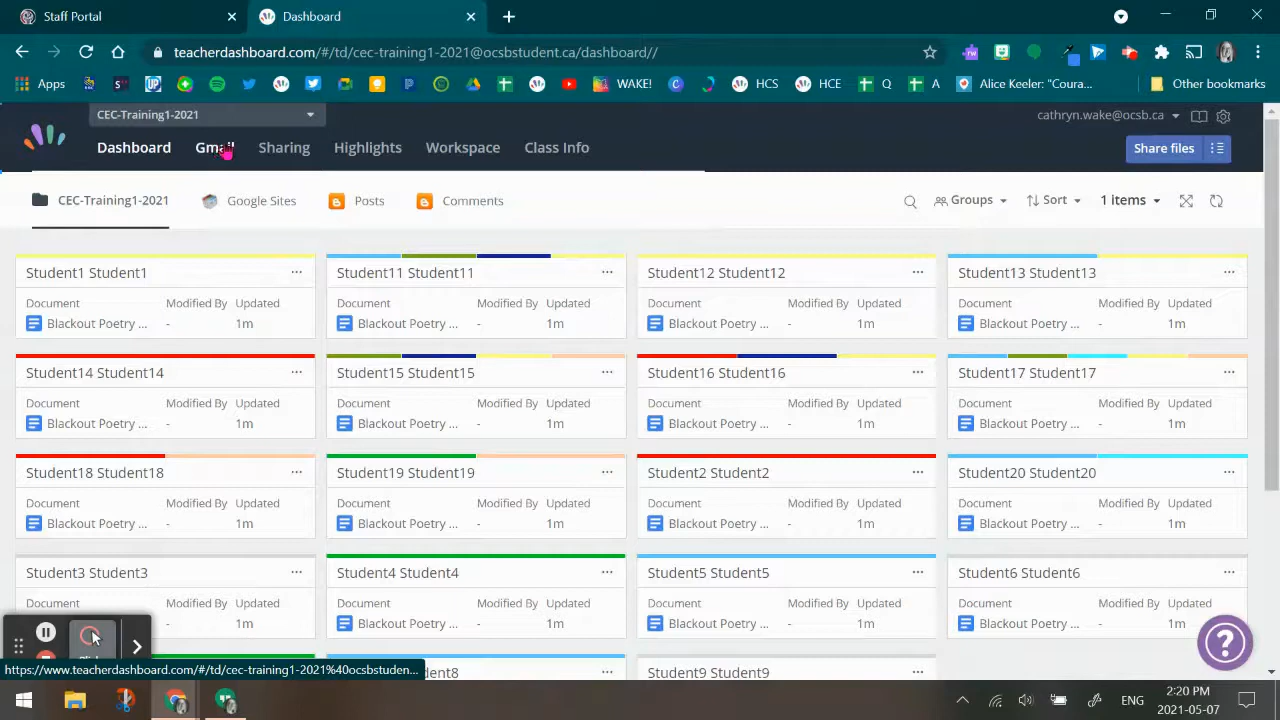 Staff Portal
Dashboard
teacherdashboard.com/#/td/cec-training1-2021@ocsbstudent.ca/dashboard//
Apps
WAKE!
HCS
HCE
Q
A
Alice Keeler: "Coura...
Other bookmarks
CEC-Training1-2021
cathryn.wake@ocsb.ca
Dashboard Gmail Sharing Highlights Workspace Class Info
Share files
CEC-Training1-2021 Google Sites Posts Comments
Groups Sort 1 items
Student1 Student1 ... Student11 Student11 ... Student12 Student12 ... Student13 Student13 ...
Document Modified By Updated Document Modified By Updated Document Modified By Updated Document Modified By Updated
Blackout Poetry ... - 1m Blackout Poetry ... - 1m Blackout Poetry ... - 1m Blackout Poetry ... - 1m
Student14 Student14 ... Student15 Student15 ... Student16 Student16 ... Student17 Student17 ...
Document Modified By Updated Document Modified By Updated Document Modified By Updated Document Modified By Updated
Blackout Poetry ... - 1m Blackout Poetry ... - 1m Blackout Poetry ... - 1m Blackout Poetry ... - 1m
Student18 Student18 ... Student19 Student19 ... Student2 Student2 ... Student20 Student20 ...
Document Modified By Updated Document Modified By Updated Document Modified By Updated Document Modified By Updated
Blackout Poetry ... - 1m Blackout Poetry ... - 1m Blackout Poetry ... - 1m Blackout Poetry ... - 1m
Student3 Student3 ... Student4 Student4 ... Student5 Student5 ... Student6 Student6 ...
Document Modified By Updated Document Modified By Updated Document Modified By Updated Document Modified By Updated
Blackout Poetry ... - 1m Blackout Poetry ... - 1m Blackout Poetry ... - 1m
https://www.teacherdashboard.com/#/td/cec-training1-2021%40ocsbstuden...
Student9 Student9
ENG
2:20 PM
2021-05-07